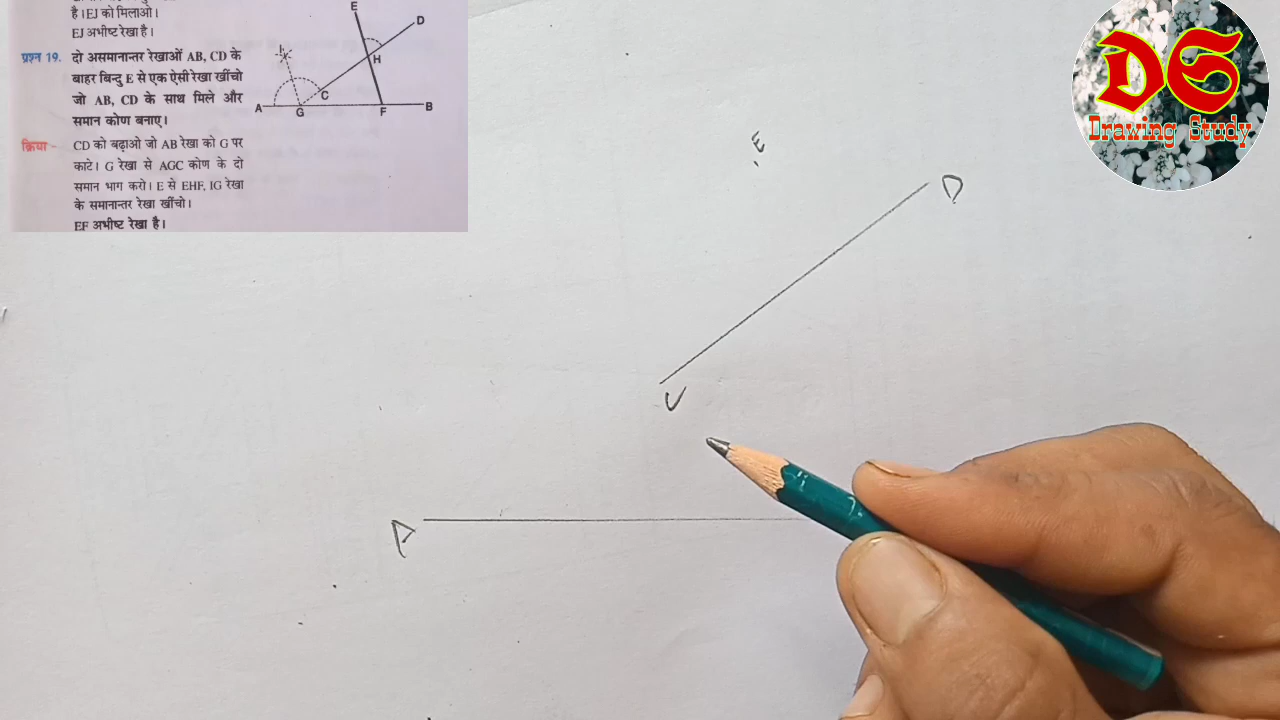 है। EJ को मिलाओ।
EJ अभीष्ट रेखा है।
प्रश्न 19. दो असमानान्तर रेखाओं AB, CD के
बाहर बिन्दु E से एक ऐसी रेखा खींचो
जो AB, CD के साथ मिले और
समान कोण बनाए।
क्रिया - CD को बढ़ाओ जो AB रेखा को G पर
काटे। G रेखा से AGC कोण के दो
समान भाग करो। E से EHF, IG रेखा
के समानान्तर रेखा खींचो।
EF अभीष्ट रेखा है।
E
D
H
C
A
G
F
B
DS
Drawing Study
E
D
C
A